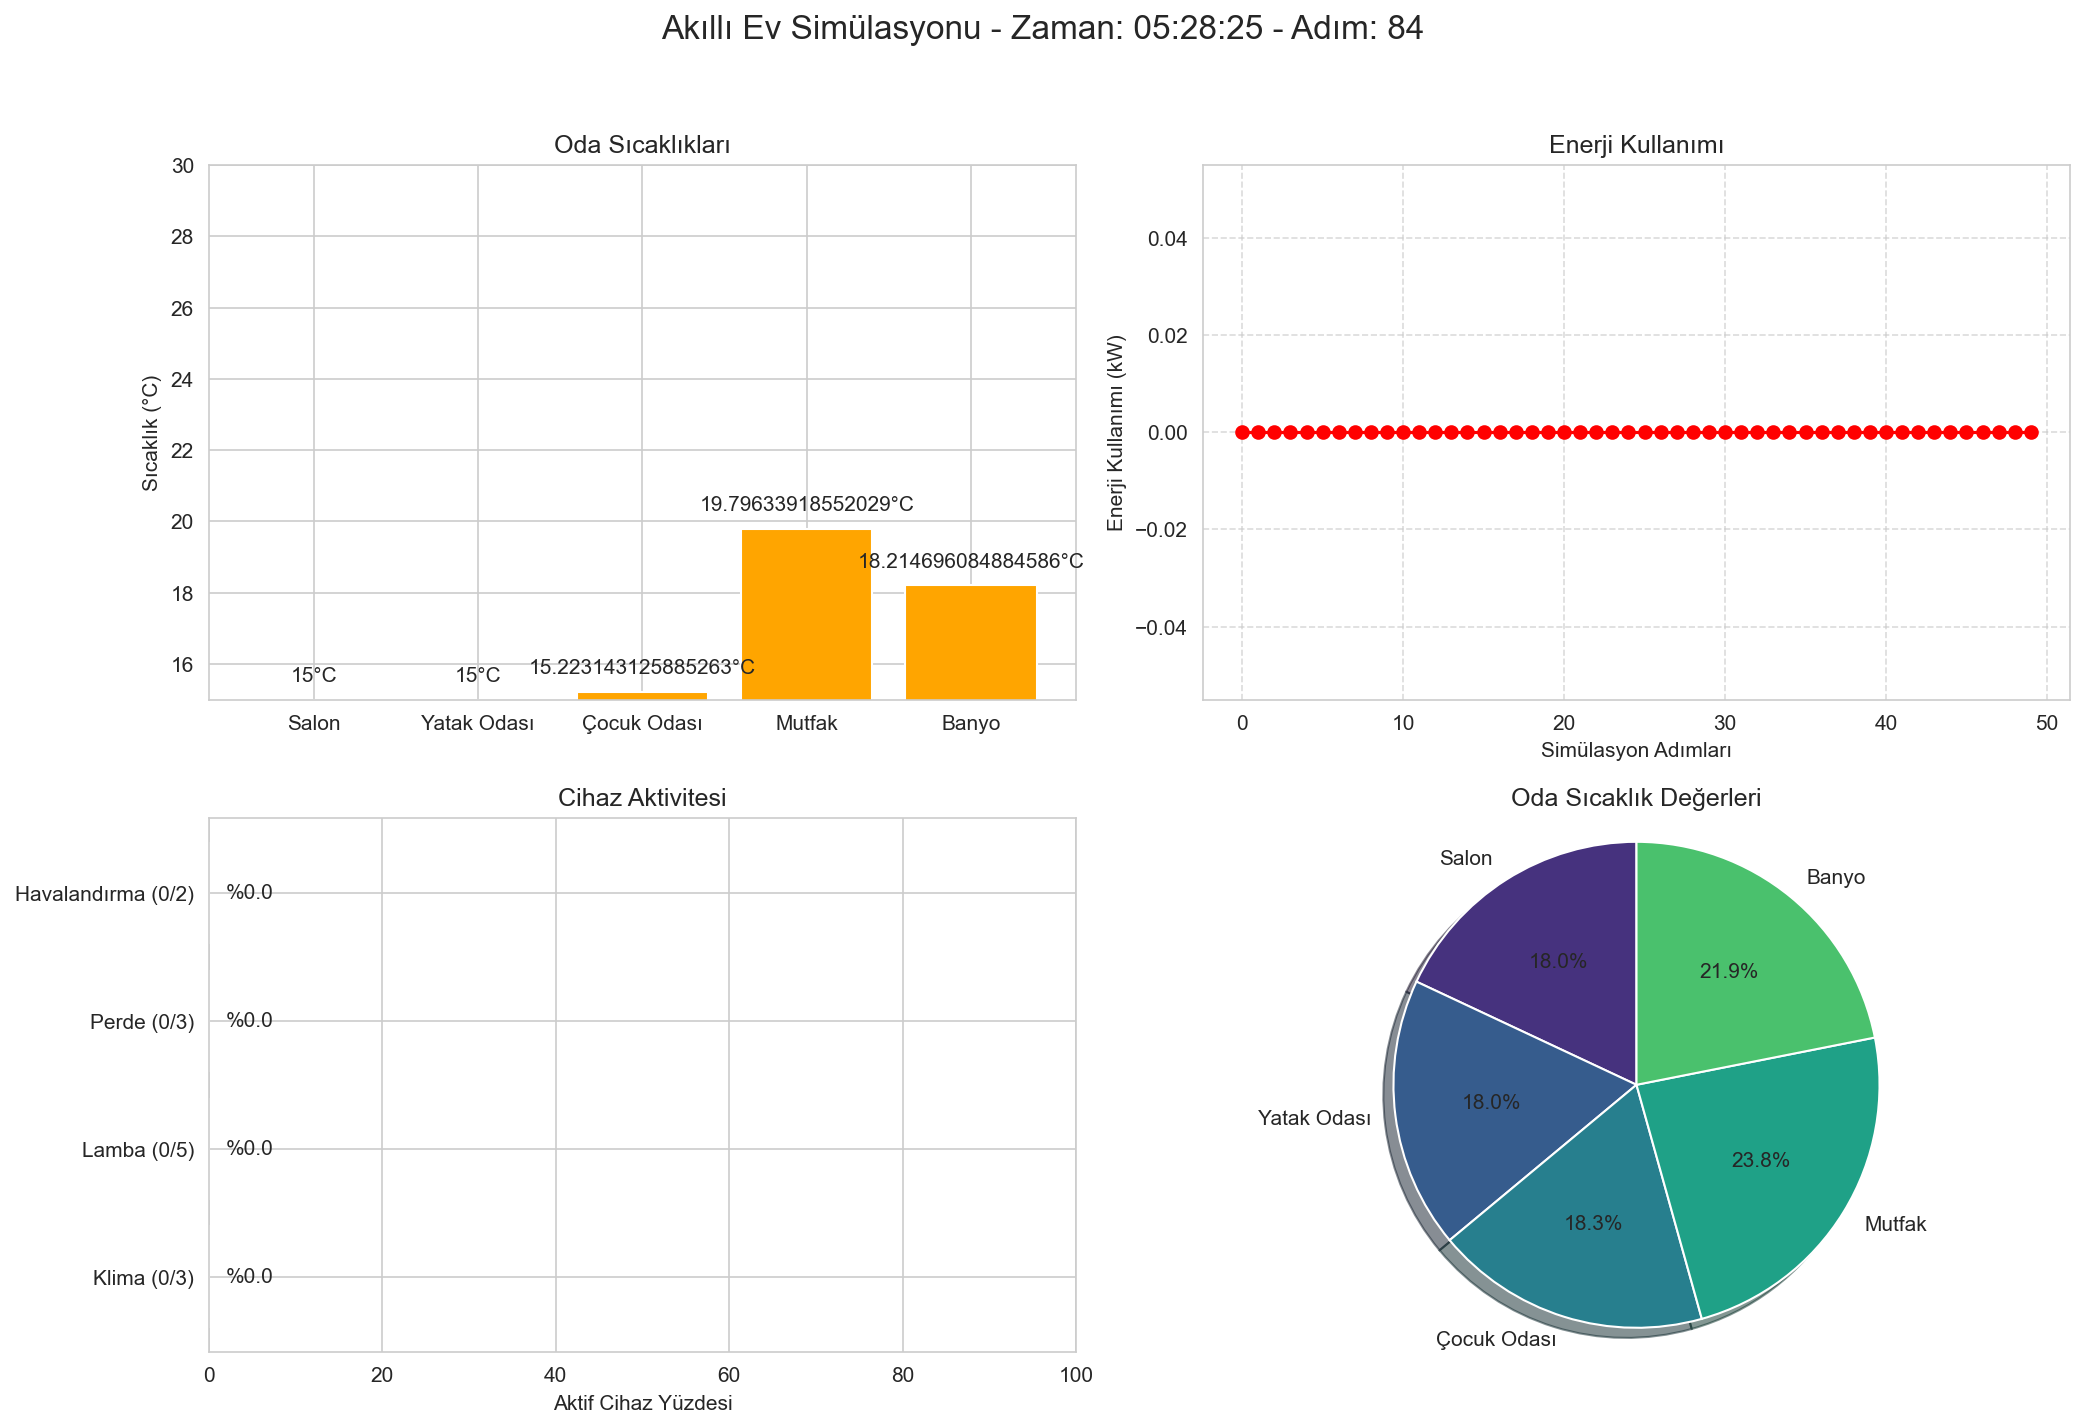 Akıllı Ev Simülasyonu - Zaman: 05:28:25 - Adım: 84
Oda Sıcaklıkları
Sıcaklık (°C)
30
28
26
24
22
20
18
16
15°C
15°C
15.223143125885263°C
19.79633918552029°C
18.214696084884586°C
Salon
Yatak Odası
Çocuk Odası
Mutfak
Banyo
Enerji Kullanımı
Enerji Kullanımı (kW)
0.04
0.02
0.00
−0.02
−0.04
0
10
20
30
40
50
Simülasyon Adımları
Cihaz Aktivitesi
Havalandırma (0/2)
%0.0
Perde (0/3)
%0.0
Lamba (0/5)
%0.0
Klima (0/3)
%0.0
0
20
40
60
80
100
Aktif Cihaz Yüzdesi
Oda Sıcaklık Değerleri
Salon
18.0%
Yatak Odası
18.0%
Çocuk Odası
18.3%
Mutfak
23.8%
Banyo
21.9%